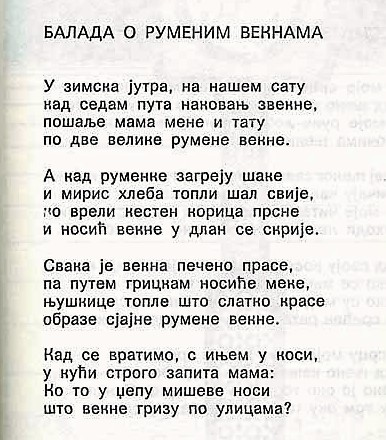 БАЛАДА О РУМЕНИМ ВЕКНАМА
У зимска јутра, на нашем сату
кад седам пута наковањ звекне,
пошаље мама мене и тату
по две велике румене векне.
А кад руменке загреју шаке
и мирис хлеба топли шал свије,
ко врели кестен корица прсне
и носић векне у длан се скрије.
Свака је векна печено прасе,
па путем грицкам носиће меке,
њушкице топле што слатко красе
образе сјајне румене векне.
Кад се вратимо, с ињем у коси,
у кући строго запита мама:
Ко то у џепу мишеве носи
што векне гризу по улицама?